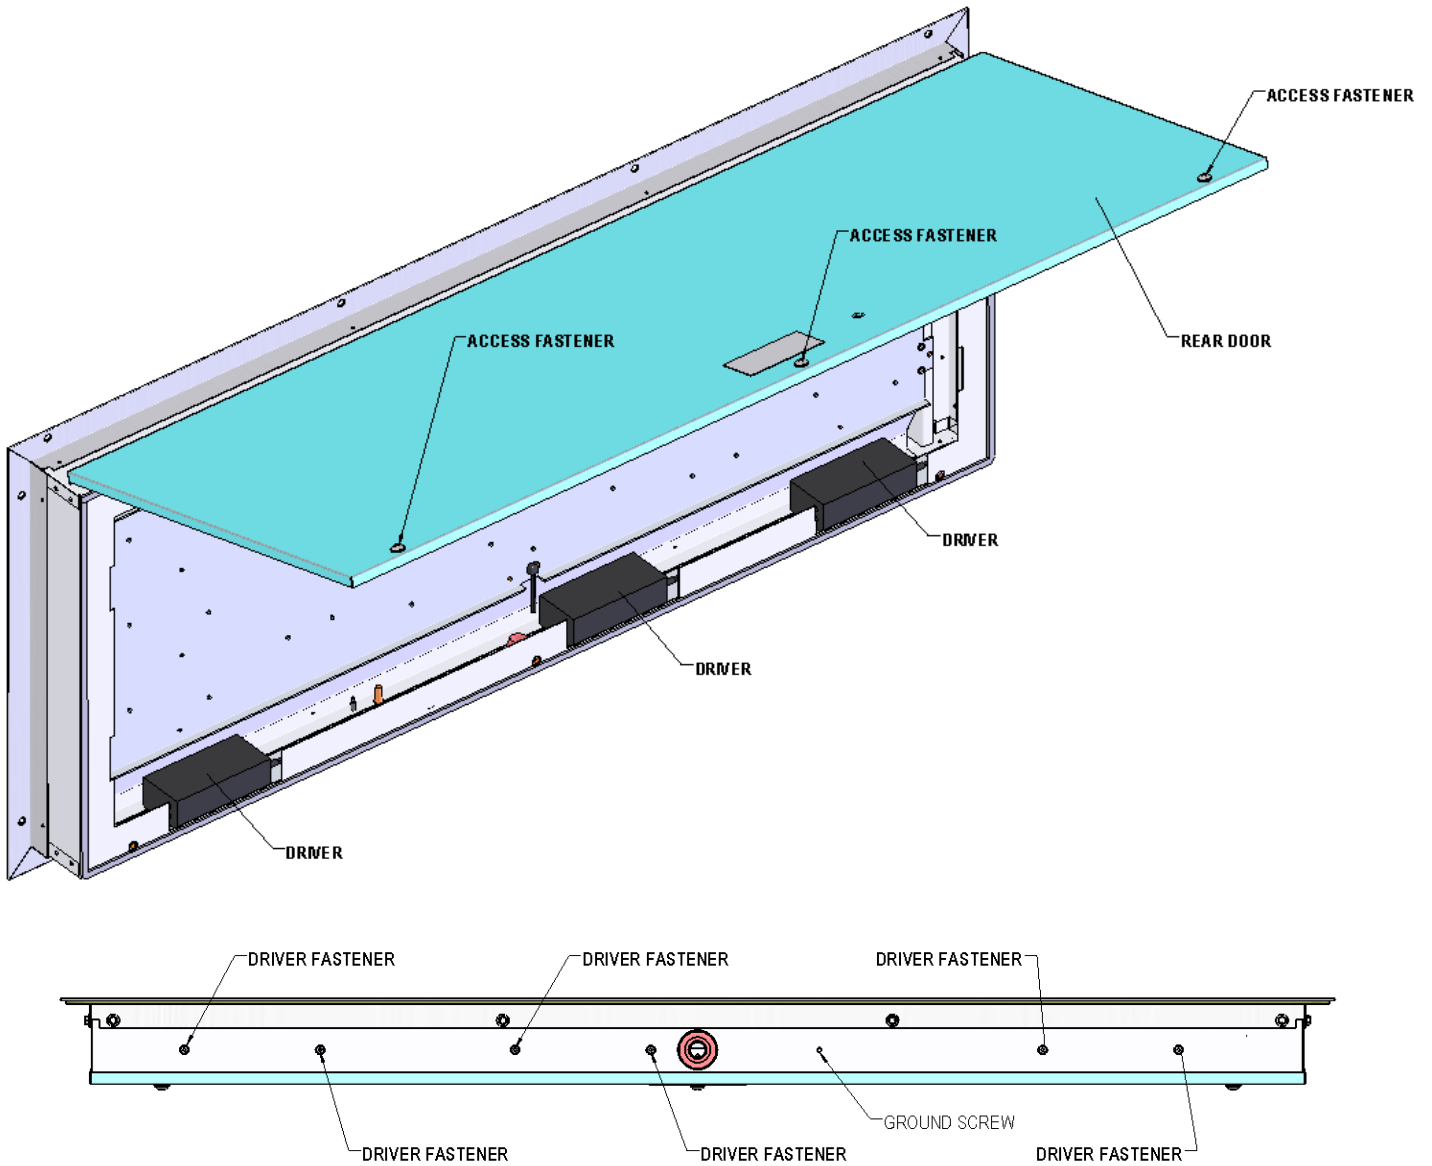 ACCESS FASTENER
ACCESS FASTENER
ACCESS FASTENER
REAR DOOR
DRIVER
DRIVER
DRIVER
DRIVER FASTENER
DRIVER FASTENER
DRIVER FASTENER
GROUND SCREW
DRIVER FASTENER
DRIVER FASTENER
DRIVER FASTENER